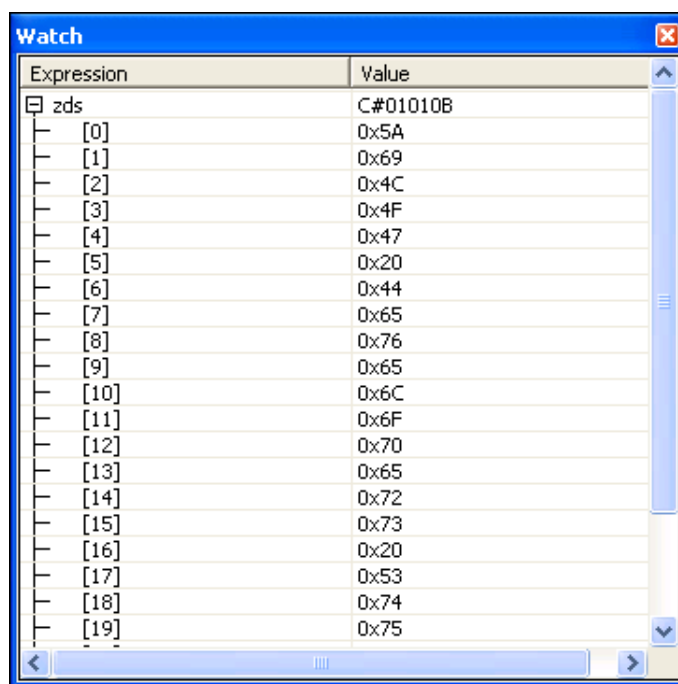 Watch
Expression Value
zds C#01010B
[0] 0x5A
[1] 0x69
[2] 0x4C
[3] 0x4F
[4] 0x47
[5] 0x20
[6] 0x44
[7] 0x65
[8] 0x76
[9] 0x65
[10] 0x6C
[11] 0x6F
[12] 0x70
[13] 0x65
[14] 0x72
[15] 0x73
[16] 0x20
[17] 0x53
[18] 0x74
[19] 0x75